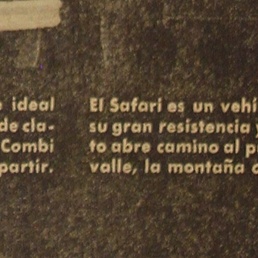 ideal
de cla-
Combi
partir.
El Safari es un
su gran resistencia
to abre camino al
valle, la montaña